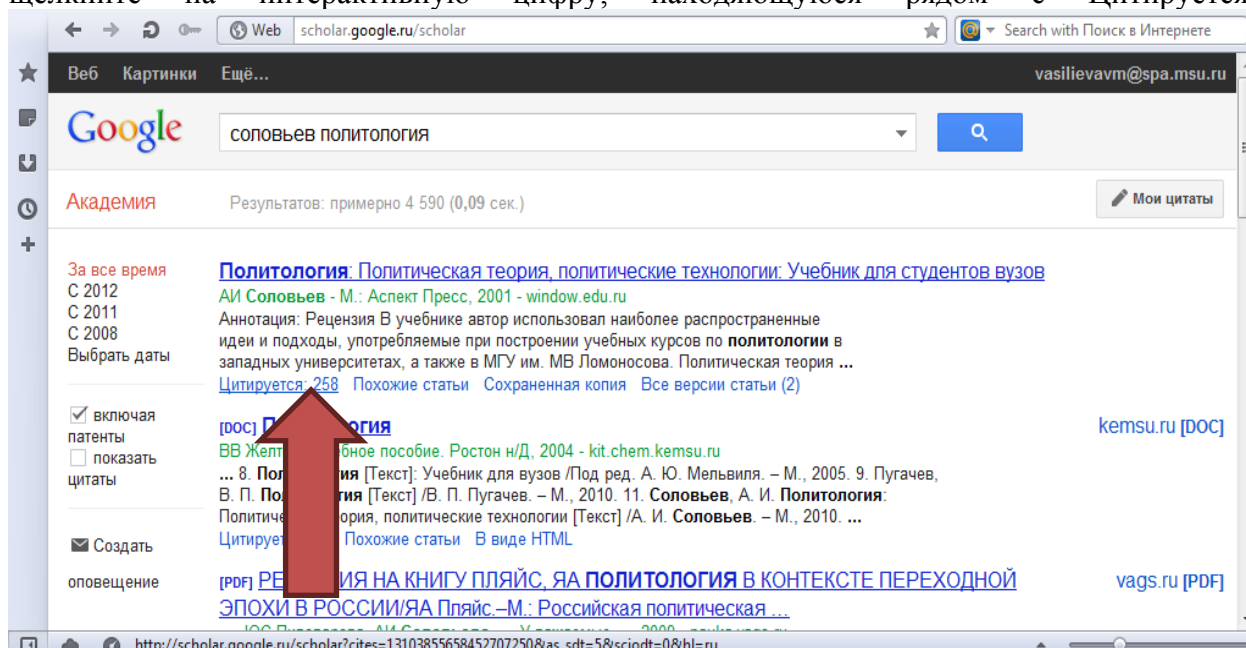 щелкните на интерактивную цифру, находящуюся рядом с Цитируется
Web scholar.google.ru/scholar Search with Поиск в Интернете
Веб Картинки Ещё... vasilievavm@spa.msu.ru
Google соловьев политология
Академия Результатов: примерно 4 590 (0,09 сек.) Мои цитаты
За все время
С 2012
С 2011
С 2008
Выбрать даты
включая
патенты
показать
цитаты
Создать
оповещение
Политология: Политическая теория, политические технологии: Учебник для студентов вузов
АИ Соловьев - М.: Аспект Пресс, 2001 - window.edu.ru
Аннотация: Рецензия В учебнике автор использовал наиболее распространенные
идеи и подходы, употребляемые при построении учебных курсов по политологии в
западных университетах, а также в МГУ им. МВ Ломоносова. Политическая теория ...
Цитируется: 258 Похожие статьи Сохраненная копия Все версии статьи (2)
[DOC] kemsu.ru [DOC]
ВВ ное пособие. Ростон н/Д, 2004 - kit.chem.kemsu.ru
... 8. [Текст]: Учебник для вузов /Под ред. А. Ю. Мельвиля. – М., 2005. 9. Пугачев,
В. П. [Текст] /В. П. Пугачев. – М., 2010. 11. Соловьев, А. И. Политология:
ория, политические технологии [Текст] /А. И. Соловьев. – М., 2010. ...
Похожие статьи В виде HTML
[PDF] НА КНИГУ ПЛЯЙС, ЯА ПОЛИТОЛОГИЯ В КОНТЕКСТЕ ПЕРЕХОДНОЙ vags.ru [PDF]
ЭПОХИ В РОССИИ/ЯА Пляйс.–М.: Российская политическая ...
http://scholar.google.ru/scholar?cites=13103855658452707250&as_sdt=5&sciodt=0&hl=ru